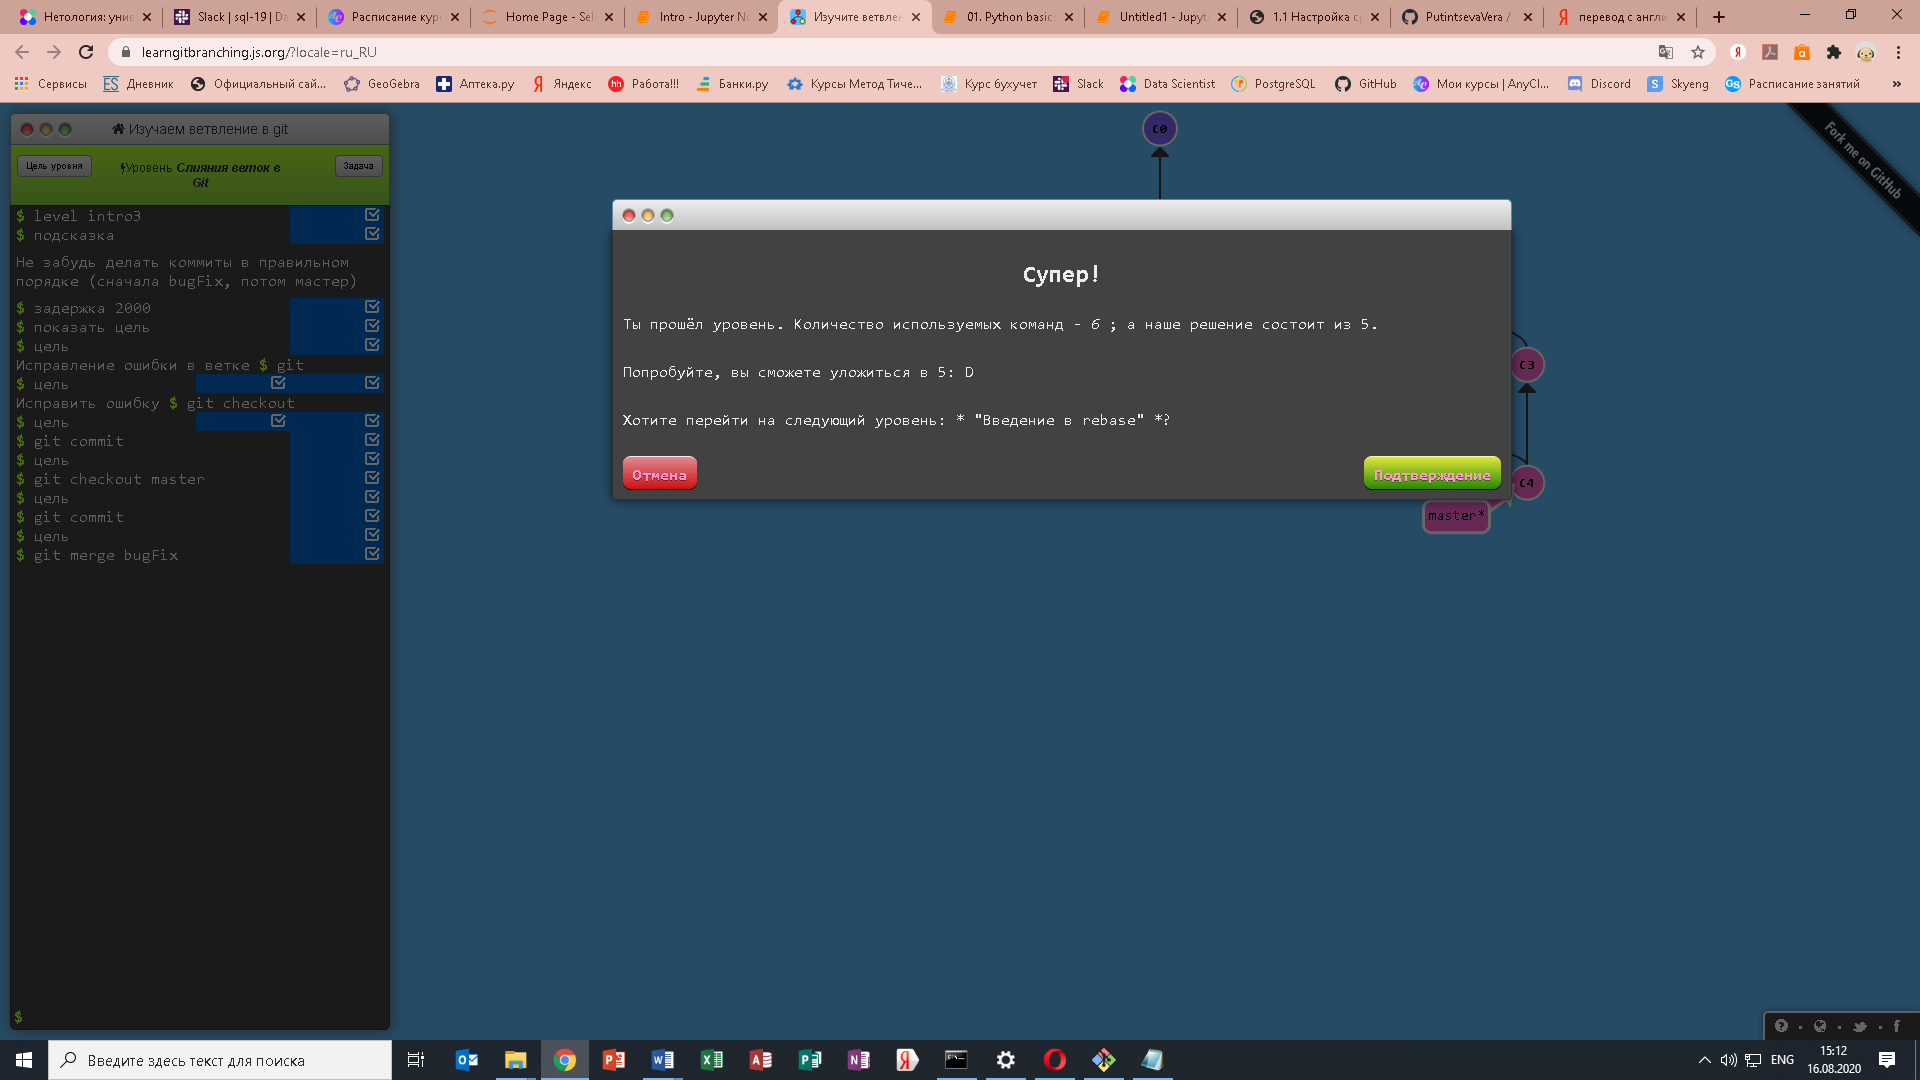 Нетология: унив
Slack | sql-19 | Da
Расписание кур
Home Page - Sel
Intro - Jupyter No
Изучите ветвлен
01. Python basic
Untitled1 - Jupyt
1.1 Настройка с
PutintsevaVera /
перевод с англи
learngitbranching.js.org/?locale=ru_RU
Сервисы
Дневник
Официальный сай...
GeoGebra
Аптека.ру
Яндекс
Работа!!!
Банки.ру
Курсы Метод Тиче...
Курс бухучет
Slack
Data Scientist
PostgreSQL
GitHub
Мои курсы | AnyCl...
Discord
Skyeng
Расписание занятий
»
Изучаем ветвление в git
Цель уровня
Уровень Слияния веток в
Git
Задача
$ level intro3
$ подсказка
Не забудь делать коммиты в правильном
порядке (сначала bugFix, потом мастер)
$ задержка 2000
$ показать цель
$ цель
Исправление ошибки в ветке $ git
$ цель
Исправить ошибку $ git checkout
$ цель
$ git commit
$ цель
$ git checkout master
$ цель
$ git commit
$ цель
$ git merge bugFix
$
C0
Fork me on GitHub
Супер!
Ты прошёл уровень. Количество используемых команд - 6 ; а наше решение состоит из 5.
Попробуйте, вы сможете уложиться в 5: D
Хотите перейти на следующий уровень: * "Введение в rebase" *?
Отмена
Подтверждение
C3
C4
master*
Введите здесь текст для поиска
ENG
15:12
16.08.2020